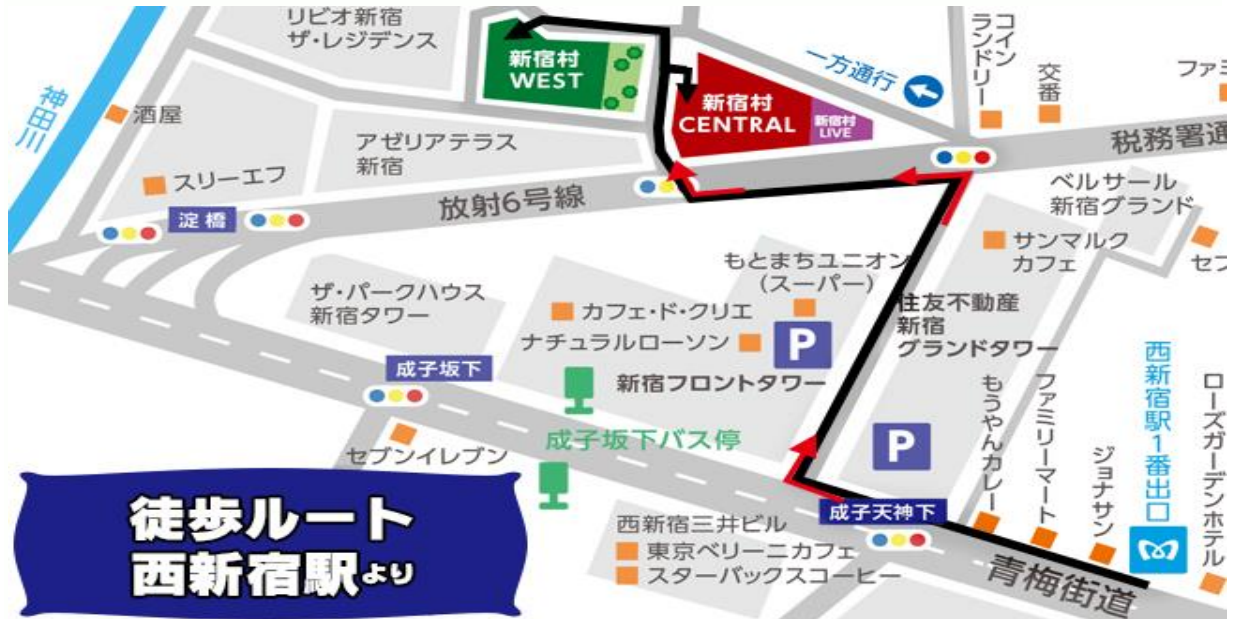 リビオ新宿
ザ・レジデンス
新宿村
WEST
一方通行
コイン
ランドリー
交番
ファミ
神田川
酒屋
新宿村
CENTRAL
新宿村
LIVE
アゼリアテラス
新宿
税務署通
スリーエフ
淀橋
放射6号線
ベルサール
新宿グランド
サンマルク
カフェ
セブ
もとまちユニオン
(スーパー)
ザ・パークハウス
新宿タワー
カフェ・ド・クリエ
ナチュラルローソン
P
住友不動産
新宿
グランドタワー
成子坂下
新宿フロントタワー
西新宿駅1番出口
ローズガーデンホテル
もうやんカレー
ファミリーマート
ジョナサン
P
成子坂下バス停
セブンイレブン
成子天神下
西新宿三井ビル
東京ベリーニカフェ
スターバックスコーヒー
青梅街道
徒歩ルート
西新宿駅より